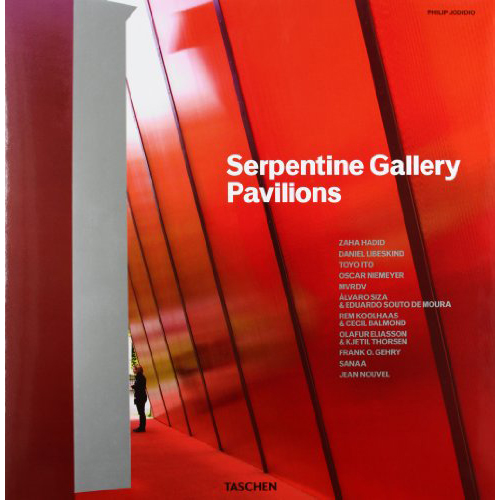 PHILIP JODIDIO
Serpentine Gallery
Pavilions
ZAHA HADID
DANIEL LIBESKIND
TOYO ITO
OSCAR NIEMEYER
MVRDV
ÁLVARO SIZA
& EDUARDO SOUTO DE MOURA
REM KOOLHAAS
& CECIL BALMOND
OLAFUR ELIASSON
& KJETIL THORSEN
FRANK O. GEHRY
SANAA
JEAN NOUVEL
TASCHEN